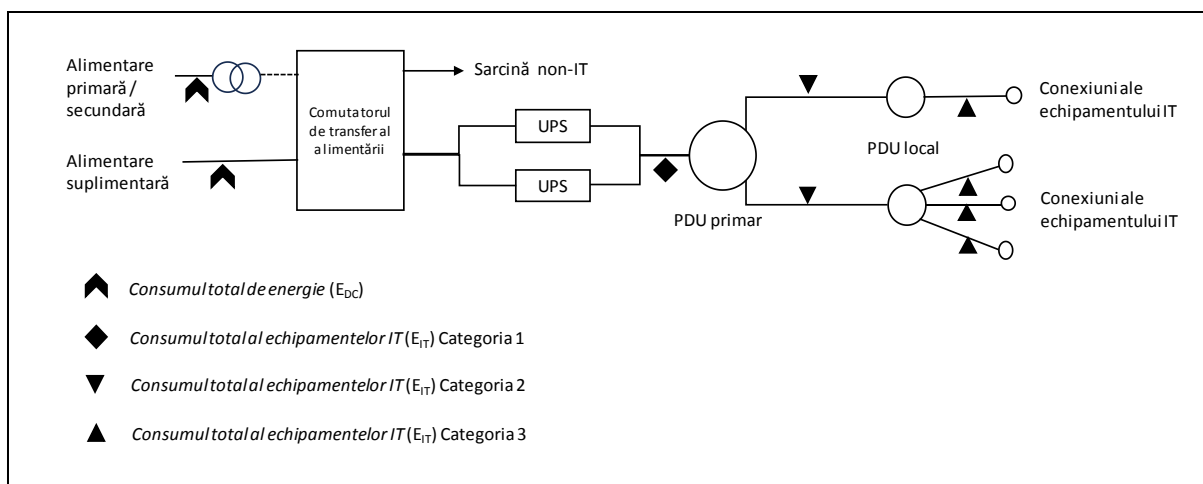 Alimentare
primară /
secundară
Alimentare
suplimentară
Comutatorul
de transfer al
alimentării
Sarcină non-IT
UPS
UPS
PDU primar
PDU local
Conexiuni ale
echipamentului IT
Conexiuni ale
echipamentului IT
Consumul total de energie (EDC)
Consumul total al echipamentelor IT (EIT) Categoria 1
Consumul total al echipamentelor IT (EIT) Categoria 2
Consumul total al echipamentelor IT (EIT) Categoria 3